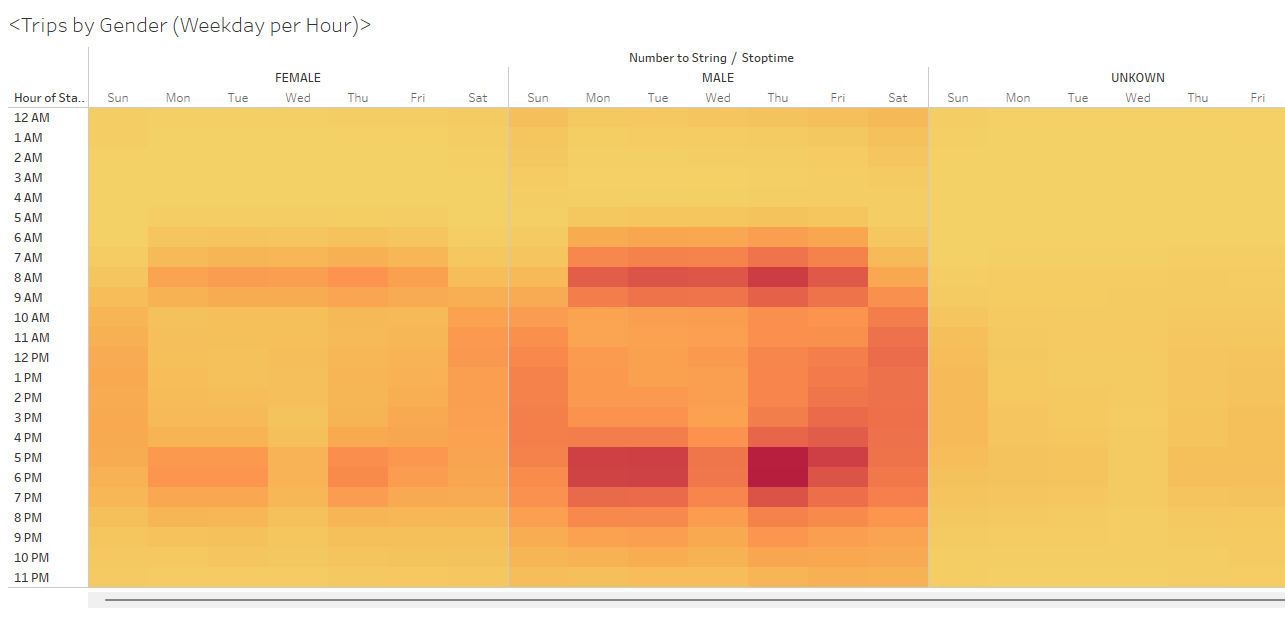 <Trips by Gender (Weekday per Hour)>
Number to String / Stoptime
FEMALE MALE UNKOWN
Hour of Sta.. Sun Mon Tue Wed Thu Fri Sat Sun Mon Tue Wed Thu Fri Sat Sun Mon Tue Wed Thu Fri
12 AM
1 AM
2 AM
3 AM
4 AM
5 AM
6 AM
7 AM
8 AM
9 AM
10 AM
11 AM
12 PM
1 PM
2 PM
3 PM
4 PM
5 PM
6 PM
7 PM
8 PM
9 PM
10 PM
11 PM